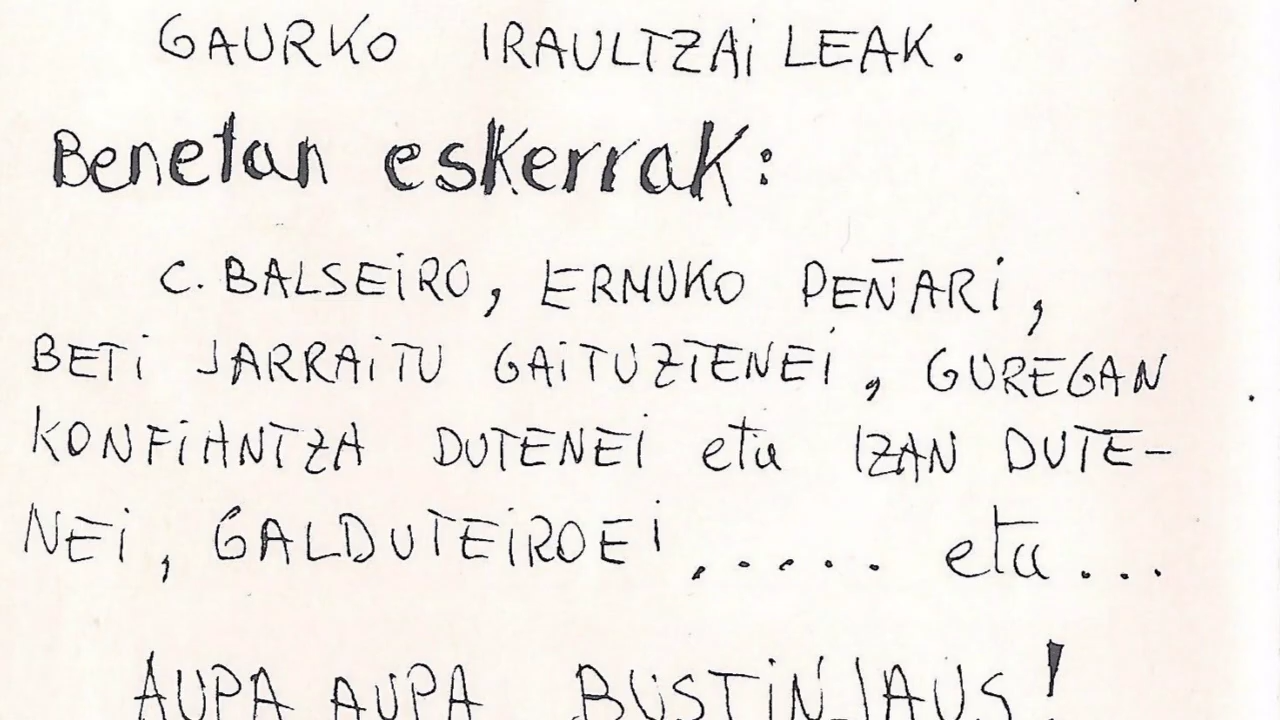 GAURKO IRAULTZAiLEAK.
Benetan eskerrak:
C. BALSEiRO, ERMUKO PEÑARi,
BETi JARRAiTU GAiTUZTENEi, GUREGAN
KONFiANTZA DUTENEi eta IZAN DUTE-
NEi, GALDUTEiROEi, ..... eta...
AUPA AUPA BUSTiNJAUS!